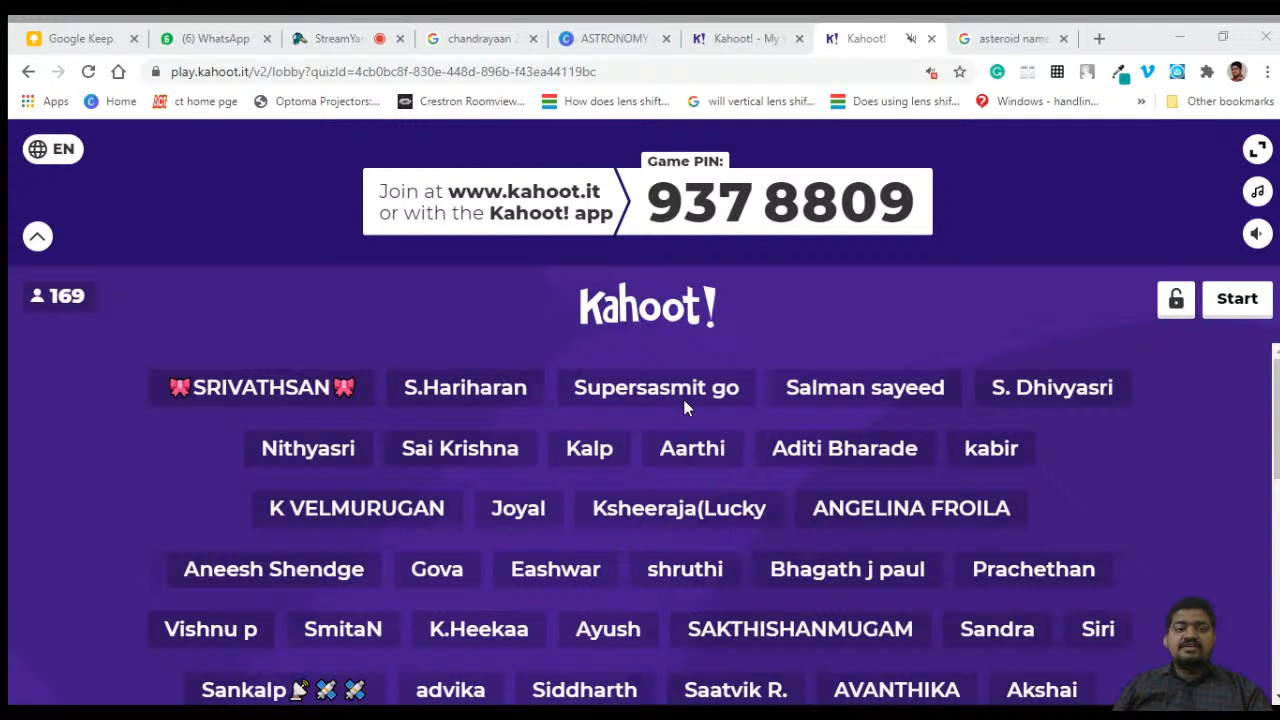 Google Keep (6) WhatsApp StreamYar chandrayaan 2 ASTRONOMY Kahoot! - My Kahoot! asteroid name
play.kahoot.it/v2/lobby?quizId=4cb0bc8f-830e-448d-896b-f43ea44119bc
Apps Home ct home pge Optoma Projectors:... Crestron Roomview... How does lens shift... will vertical lens shif... Does using lens shif... Windows - handlin... » Other bookmarks
EN
Game PIN:
Join at www.kahoot.it
or with the Kahoot! app
937 8809
169
Kahoot!
Start
🎀SRIVATHSAN🎀 S.Hariharan Supersasmit go Salman sayeed S. Dhivyasri
Nithyasri Sai Krishna Kalp Aarthi Aditi Bharade kabir
K VELMURUGAN Joyal Ksheeraja(Lucky ANGELINA FROILA
Aneesh Shendge Gova Eashwar shruthi Bhagath j paul Prachethan
Vishnu p SmitaN K.Heekaa Ayush SAKTHISHANMUGAM Sandra Siri
Sankalp📡🛰️🛰️ advika Siddharth Saatvik R. AVANTHIKA Akshai